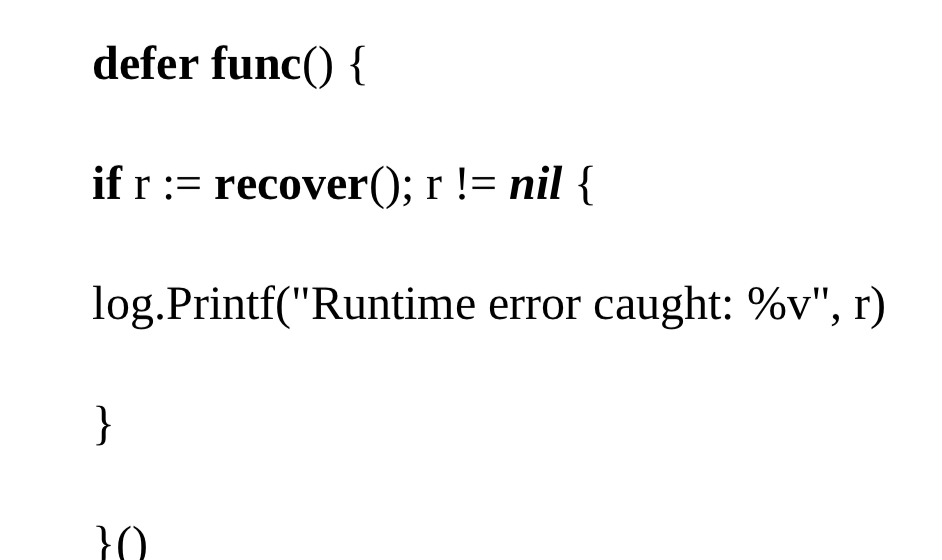 defer func() {
if r := recover(); r != nil {
log.Printf("Runtime error caught: %v", r)
}
}()